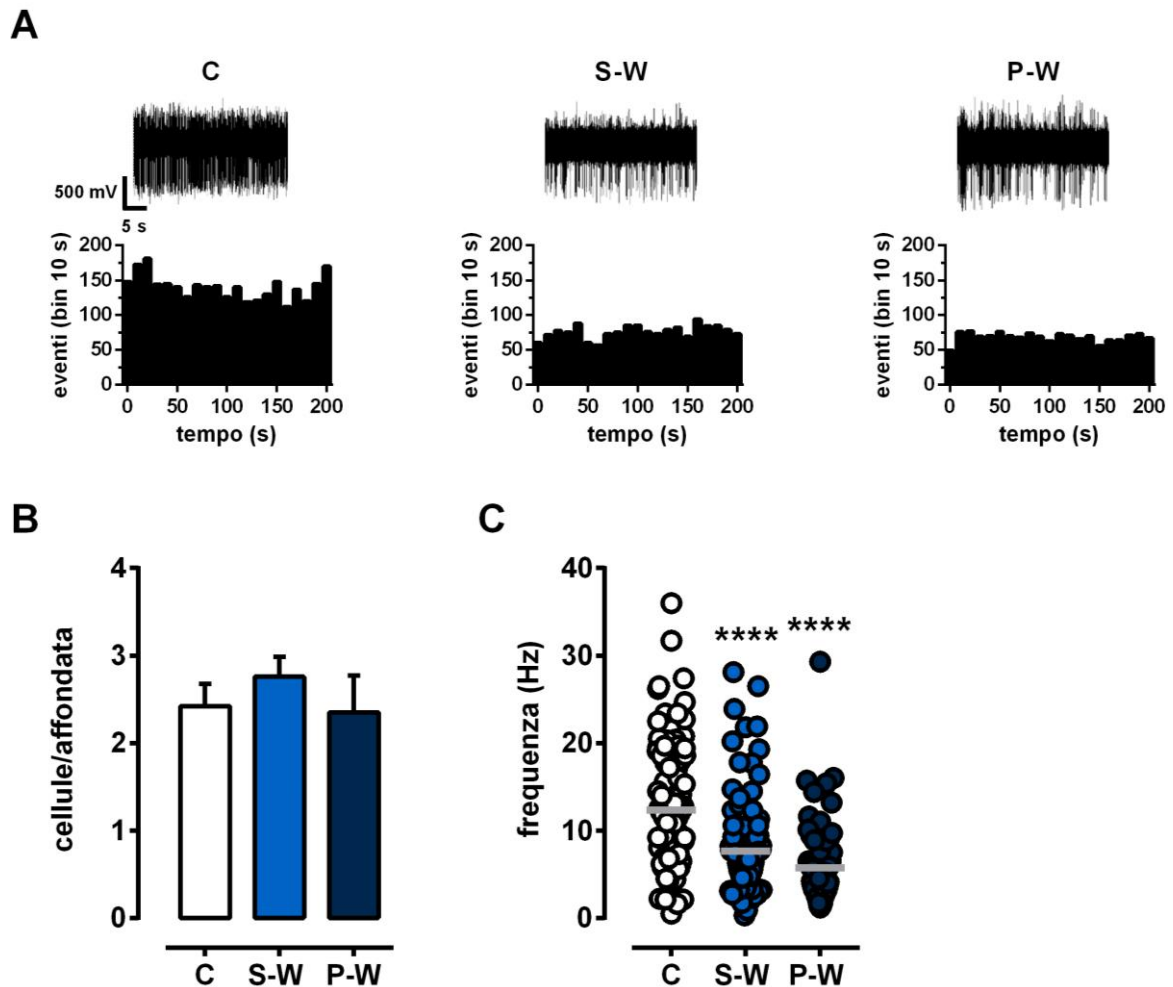 A
C
S-W
P-W
500 mV
5 s
eventi (bin 10 s)
200
150
100
50
0
0 50 100 150 200
tempo (s)
eventi (bin 10 s)
200
150
100
50
0
0 50 100 150 200
tempo (s)
eventi (bin 10 s)
200
150
100
50
0
0 50 100 150 200
tempo (s)
B
cellule/affondata
4
3
2
1
0
C S-W P-W
C
frequenza (Hz)
40
30
20
10
0
**** ****
C S-W P-W